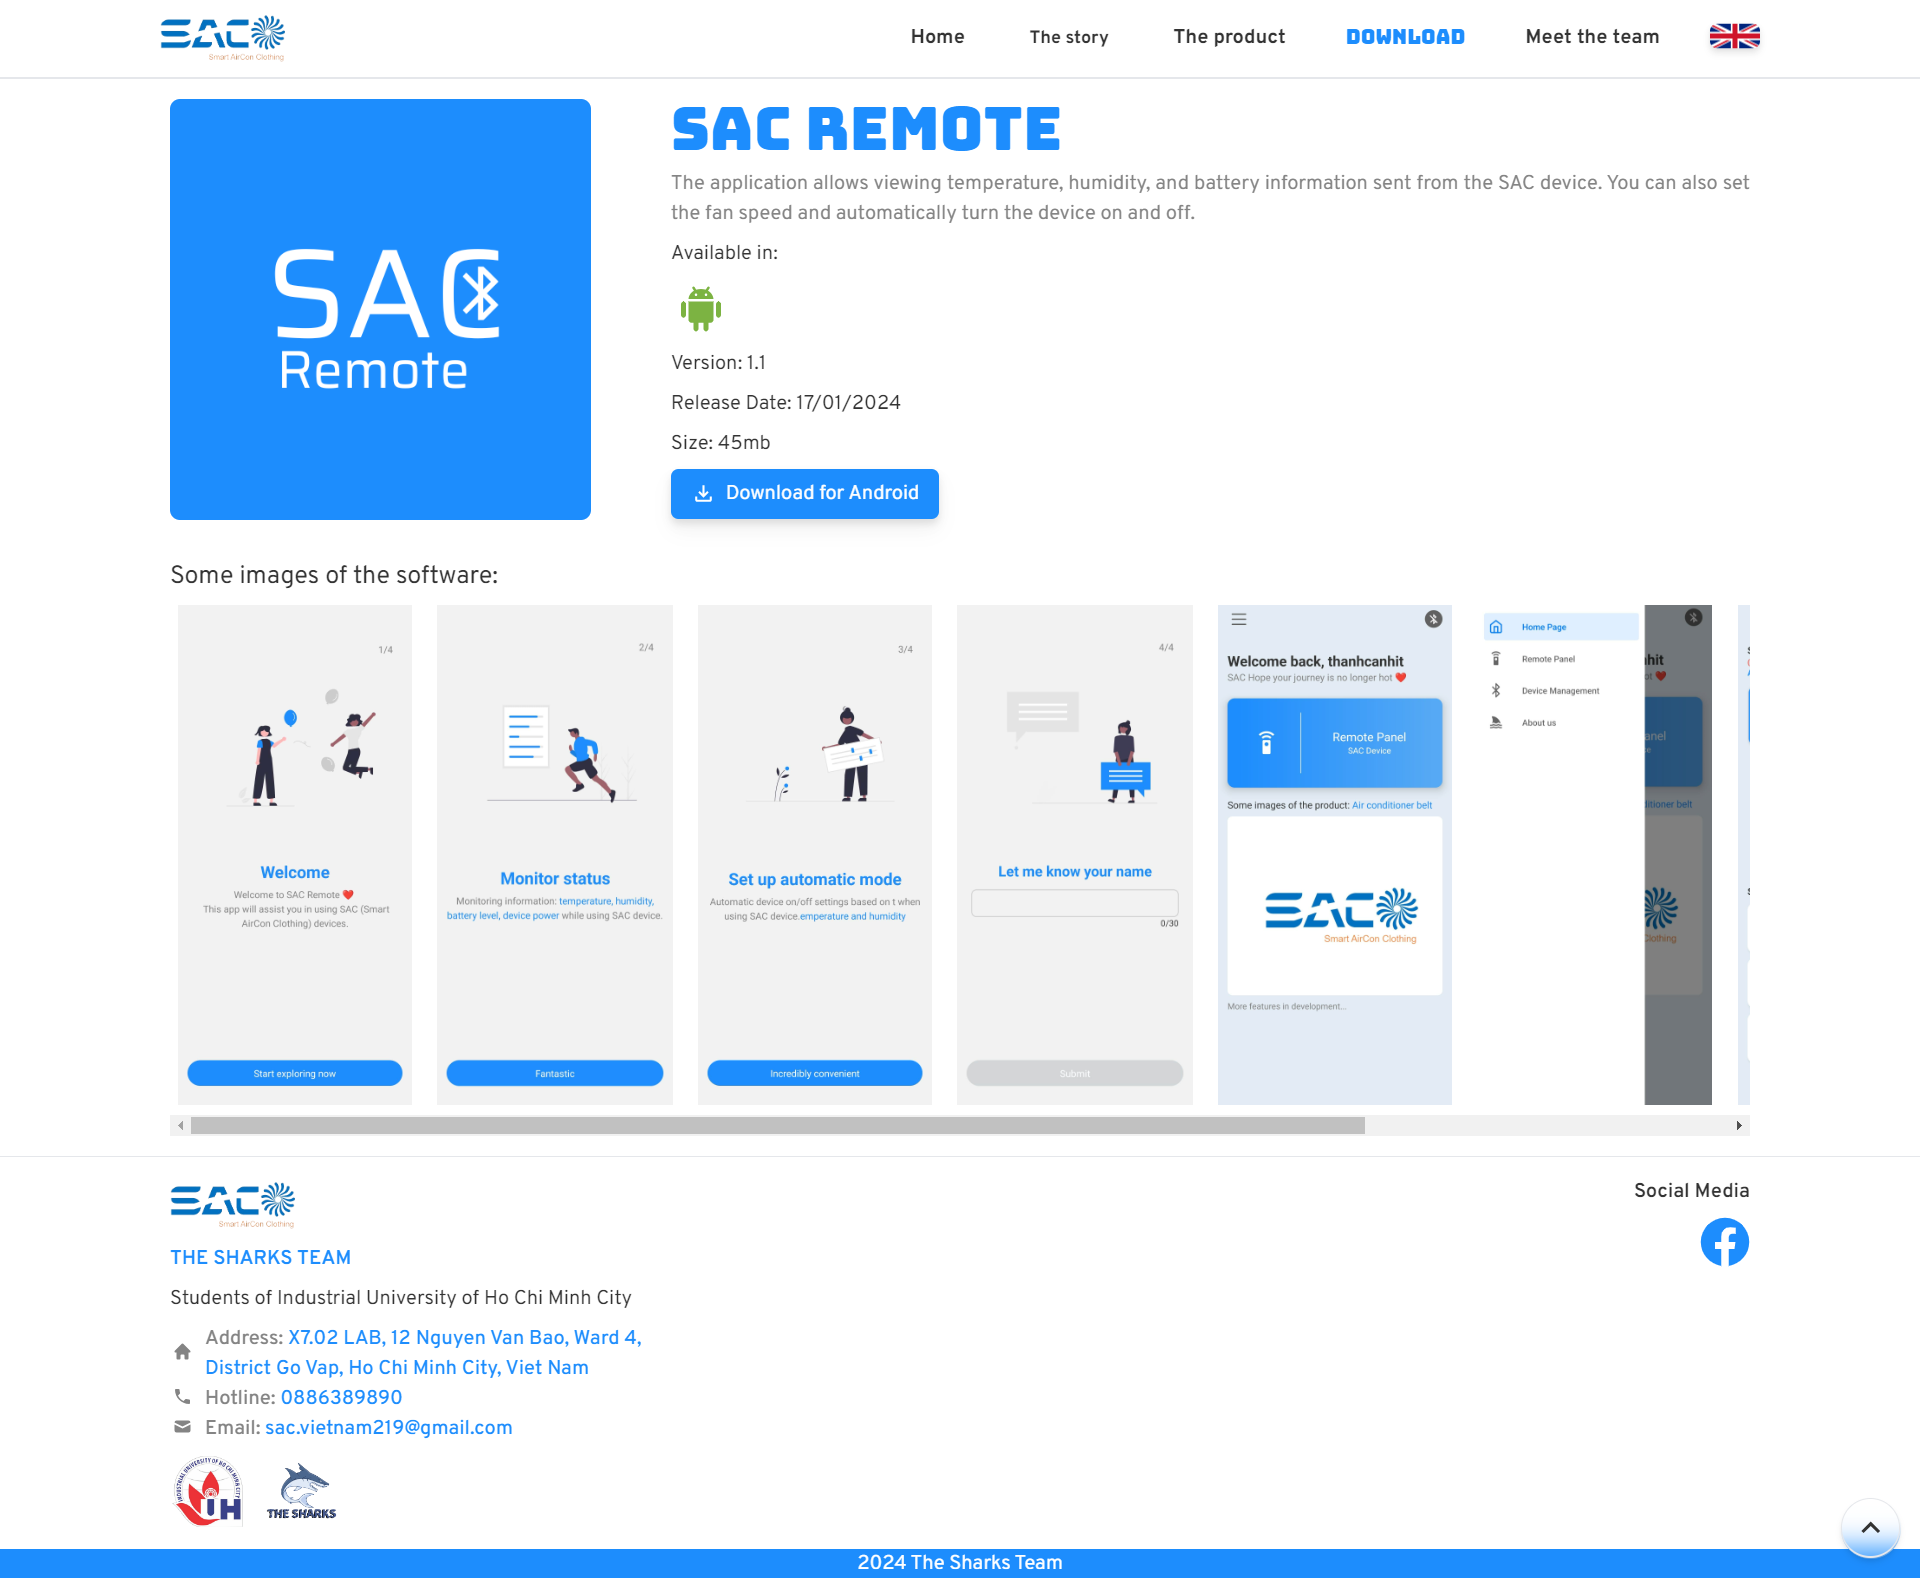 SAC
Smart AirCon Clothing
Home
The story
The product
DOWNLOAD
Meet the team
SAC
Remote
SAC REMOTE
The application allows viewing temperature, humidity, and battery information sent from the SAC device. You can also set
the fan speed and automatically turn the device on and off.
Available in:
Version: 1.1
Release Date: 17/01/2024
Size: 45mb
Download for Android
Some images of the software:
1/4
Welcome
Welcome to SAC Remote ❤️
This app will assist you in using SAC (Smart
AirCon Clothing) devices.
Start exploring now
2/4
Monitor status
Monitoring information: temperature, humidity,
battery level, device power while using SAC device.
Fantastic
3/4
Set up automatic mode
Automatic device on/off settings based on t when
using SAC device.emperature and humidity
Incredibly convenient
4/4
Let me know your name
0/30
Submit
Welcome back, thanhcanhit
SAC Hope your journey is no longer hot ❤️
Remote Panel
SAC Device
Some images of the product: Air conditioner belt
SAC
Smart AirCon Clothing
More features in development...
Home Page
Remote Panel
Device Management
About us
hit
ot ❤️
anel
ce
ditioner belt
Clothing
SAC
Smart AirCon Clothing
THE SHARKS TEAM
Students of Industrial University of Ho Chi Minh City
Address: X7.02 LAB, 12 Nguyen Van Bao, Ward 4,
District Go Vap, Ho Chi Minh City, Viet Nam
Hotline: 0886389890
Email: sac.vietnam219@gmail.com
INDUSTRIAL UNIVERSITY OF HO CHI MINH CITY
IUH
THE SHARKS
Social Media
2024 The Sharks Team